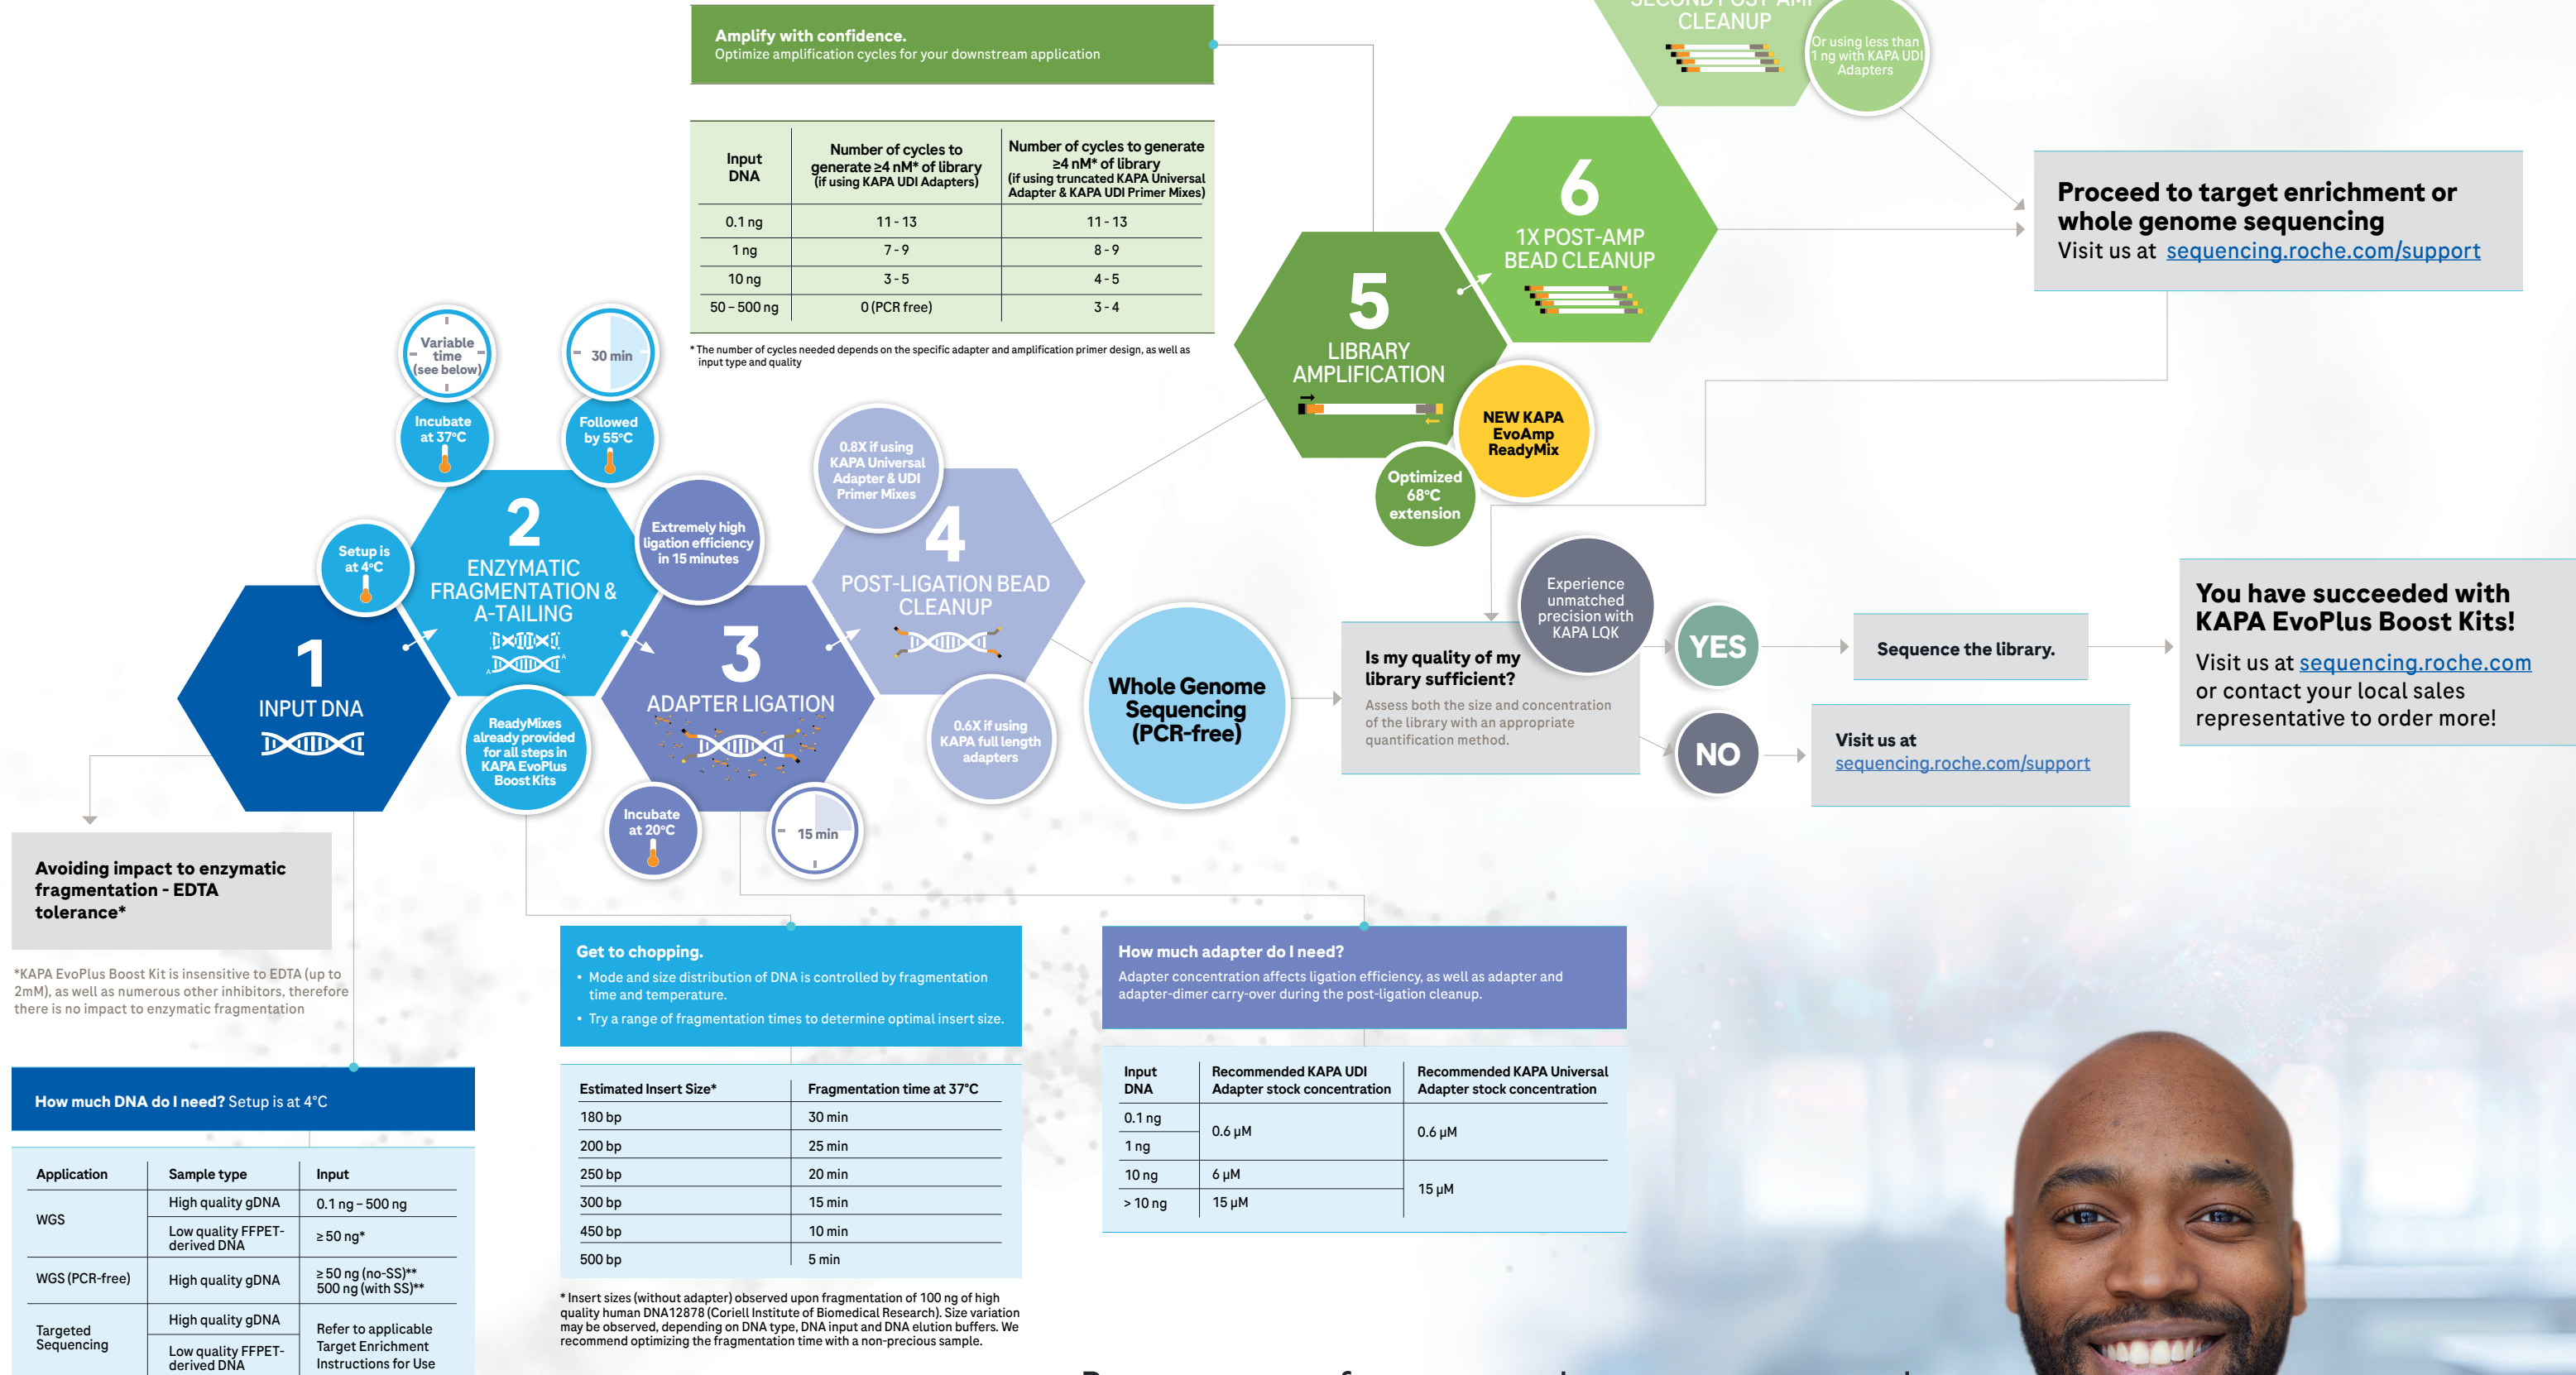 Amplify with confidence.
Optimize amplification cycles for your downstream application
Input
DNA
Number of cycles to
generate ≥4 nM* of library
(if using KAPA UDI Adapters)
Number of cycles to generate
≥4 nM* of library
(if using truncated KAPA Universal
Adapter & KAPA UDI Primer Mixes)
0.1 ng 11 - 13 11 - 13
1 ng 7 - 9 8 - 9
10 ng 3 - 5 4 - 5
50 – 500 ng 0 (PCR free) 3 - 4
* The number of cycles needed depends on the specific adapter and amplification primer design, as well as
input type and quality
SECOND POST-AMP
CLEANUP
Or using less than
1 ng with KAPA UDI
Adapters
6
1X POST-AMP
BEAD CLEANUP
Proceed to target enrichment or
whole genome sequencing
Visit us at sequencing.roche.com/support
5
LIBRARY
AMPLIFICATION
NEW KAPA
EvoAmp
ReadyMix
Optimized
68°C
extension
Variable
time
(see below)
Incubate
at 37°C
30 min
Followed
by 55°C
Setup is
at 4°C
2
ENZYMATIC
FRAGMENTATION &
A-TAILING
A
A
ReadyMixes
already provided
for all steps in
KAPA EvoPlus
Boost Kits
1
INPUT DNA
Extremely high
ligation efficiency
in 15 minutes
3
ADAPTER LIGATION
Incubate
at 20°C
15 min
0.8X if using
KAPA Universal
Adapter & UDI
Primer Mixes
4
POST-LIGATION BEAD
CLEANUP
0.6X if using
KAPA full length
adapters
Whole Genome
Sequencing
(PCR-free)
Is my quality of my
library sufficient?
Assess both the size and concentration
of the library with an appropriate
quantification method.
Experience
unmatched
precision with
KAPA LQK
YES
NO
Sequence the library.
Visit us at
sequencing.roche.com/support
You have succeeded with
KAPA EvoPlus Boost Kits!
Visit us at sequencing.roche.com
or contact your local sales
representative to order more!
Avoiding impact to enzymatic
fragmentation - EDTA
tolerance*
*KAPA EvoPlus Boost Kit is insensitive to EDTA (up to
2mM), as well as numerous other inhibitors, therefore
there is no impact to enzymatic fragmentation
How much DNA do I need? Setup is at 4°C
Application Sample type Input
WGS
High quality gDNA 0.1 ng – 500 ng
Low quality FFPET-
derived DNA
≥ 50 ng*
WGS (PCR-free) High quality gDNA
≥ 50 ng (no-SS)**
500 ng (with SS)**
Targeted
Sequencing
High quality gDNA
Low quality FFPET-
derived DNA
Refer to applicable
Target Enrichment
Instructions for Use
Get to chopping.
• Mode and size distribution of DNA is controlled by fragmentation
time and temperature.
• Try a range of fragmentation times to determine optimal insert size.
Estimated Insert Size* Fragmentation time at 37°C
180 bp 30 min
200 bp 25 min
250 bp 20 min
300 bp 15 min
450 bp 10 min
500 bp 5 min
* Insert sizes (without adapter) observed upon fragmentation of 100 ng of high
quality human DNA12878 (Coriell Institute of Biomedical Research). Size variation
may be observed, depending on DNA type, DNA input and DNA elution buffers. We
recommend optimizing the fragmentation time with a non-precious sample.
How much adapter do I need?
Adapter concentration affects ligation efficiency, as well as adapter and
adapter-dimer carry-over during the post-ligation cleanup.
Input
DNA
Recommended KAPA UDI
Adapter stock concentration
Recommended KAPA Universal
Adapter stock concentration
0.1 ng
1 ng
0.6 µM 0.6 µM
10 ng 6 µM
> 10 ng 15 µM
15 µM